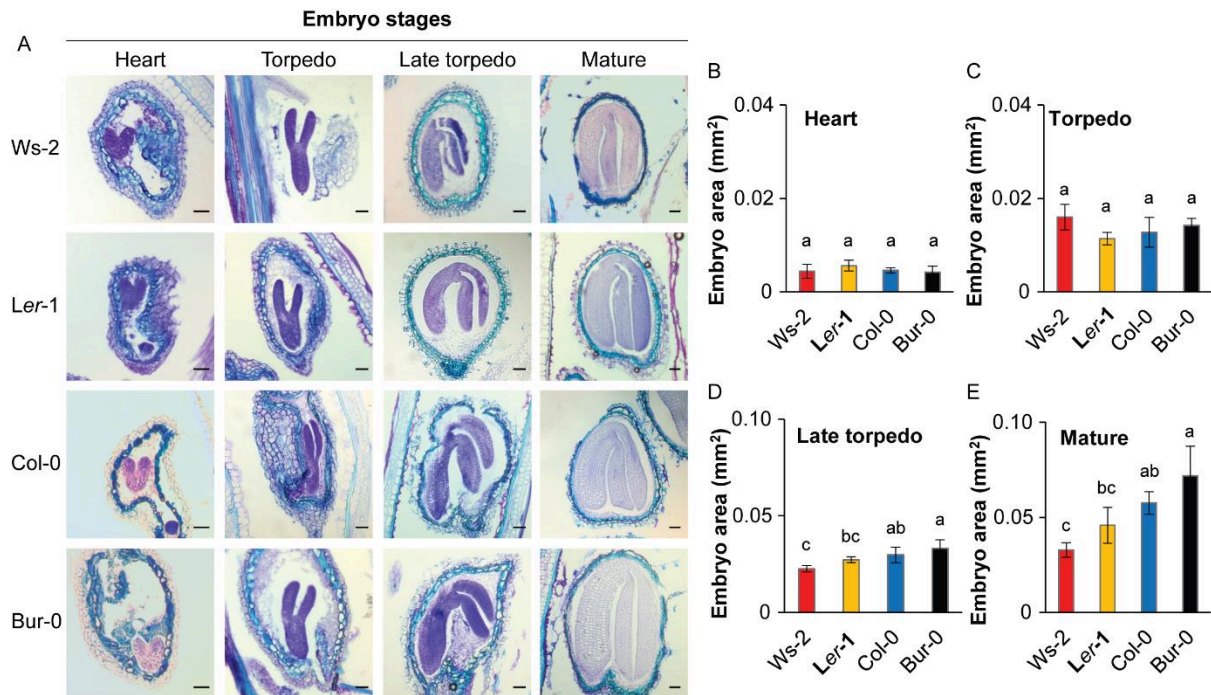 Embryo stages
A
Heart Torpedo Late torpedo Mature
Ws-2
Ler-1
Col-0
Bur-0
B
Heart
Embryo area (mm²)
0.04
0.02
0
a a a a
Ws-2 Ler-1 Col-0 Bur-0
C
Torpedo
Embryo area (mm²)
0.04
0.02
0
a a a a
Ws-2 Ler-1 Col-0 Bur-0
D
Late torpedo
Embryo area (mm²)
0.10
0.05
0
c bc ab a
Ws-2 Ler-1 Col-0 Bur-0
E
Mature
Embryo area (mm²)
0.10
0.05
0
c bc ab a
Ws-2 Ler-1 Col-0 Bur-0